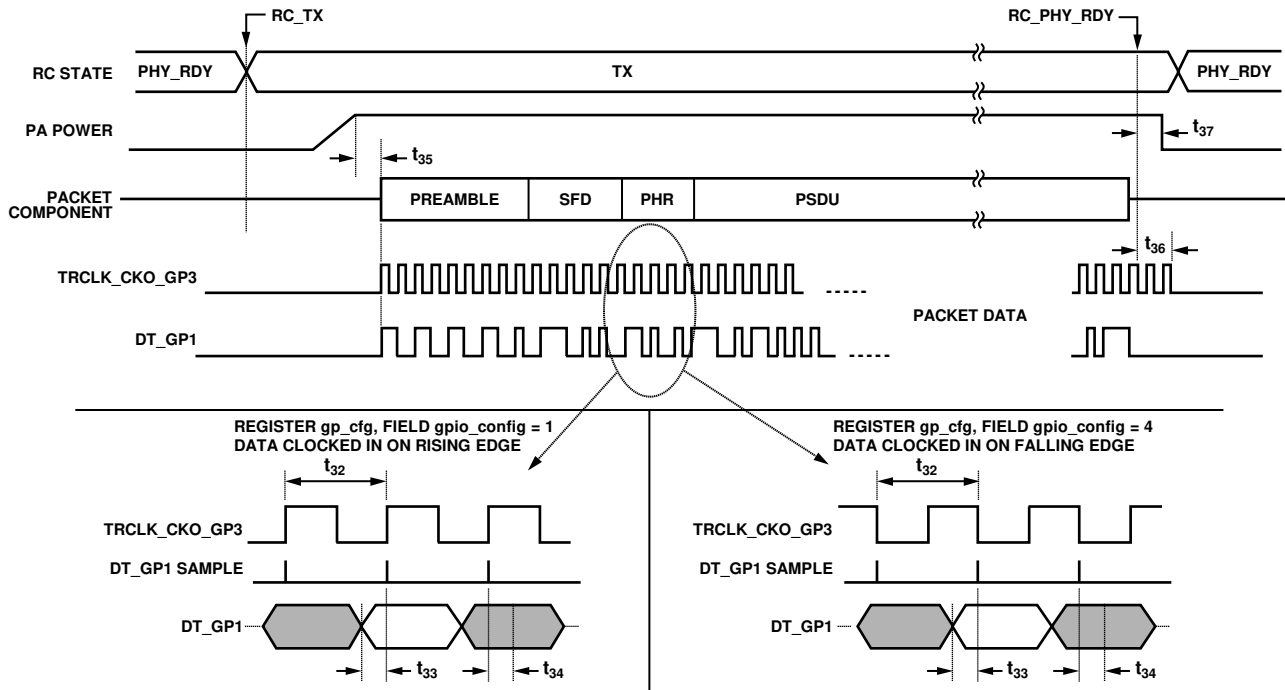 RC_TX
RC_PHY_RDY
RC STATE
PHY_RDY
TX
PHY_RDY
PA POWER
t37
t35
PACKET
COMPONENT
PREAMBLE
SFD
PHR
PSDU
t36
TRCLK_CKO_GP3
PACKET DATA
DT_GP1
REGISTER gp_cfg, FIELD gpio_config = 1
DATA CLOCKED IN ON RISING EDGE
t32
TRCLK_CKO_GP3
DT_GP1 SAMPLE
DT_GP1
t33
t34
REGISTER gp_cfg, FIELD gpio_config = 4
DATA CLOCKED IN ON FALLING EDGE
t32
TRCLK_CKO_GP3
DT_GP1 SAMPLE
DT_GP1
t33
t34